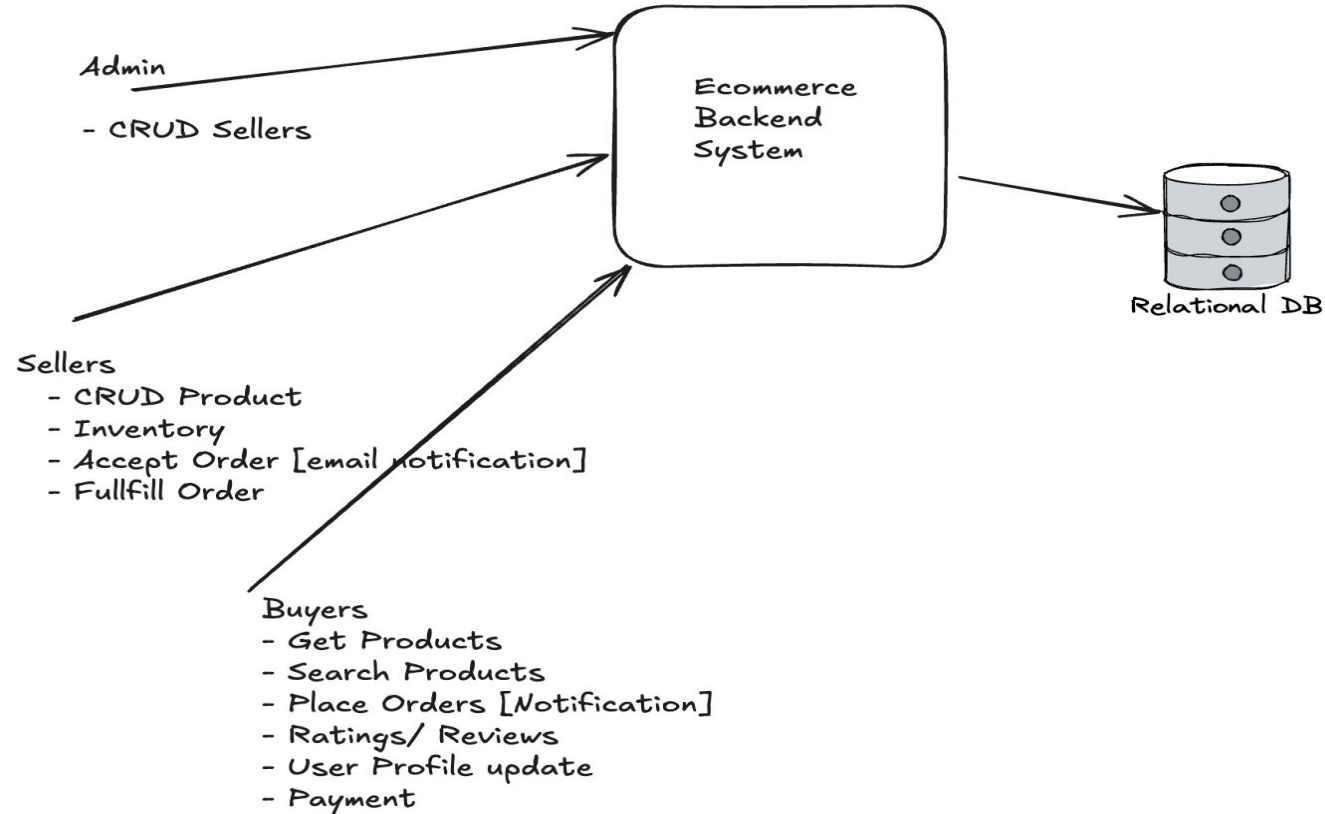 Admin
- CRUD Sellers
Ecommerce
Backend
System
Relational DB
Sellers
- CRUD Product
- Inventory
- Accept Order [email notification]
- Fullfill Order
Buyers
- Get Products
- Search Products
- Place Orders [Notification]
- Ratings/ Reviews
- User Profile update
- Payment